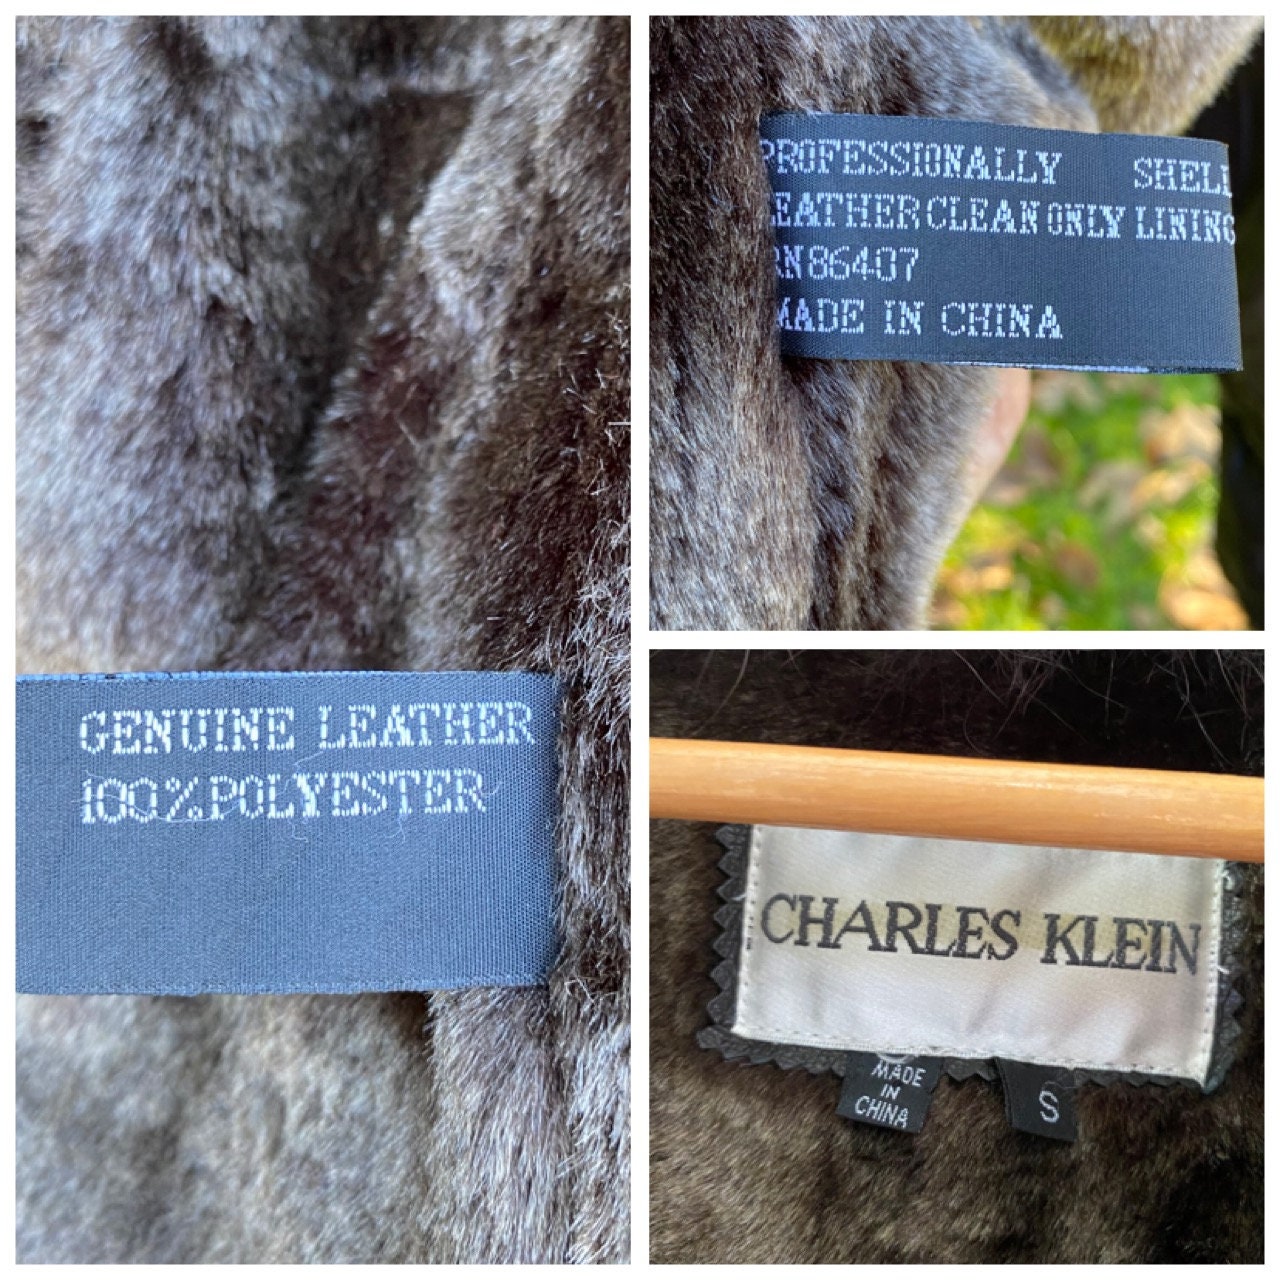 GENUINE LEATHER
100% POLYESTER
PROFESSIONALLY SHELL
LEATHER CLEAN ONLY LINING
RN86407
MADE IN CHINA
CHARLES KLEIN
MADE
IN
CHINA
S